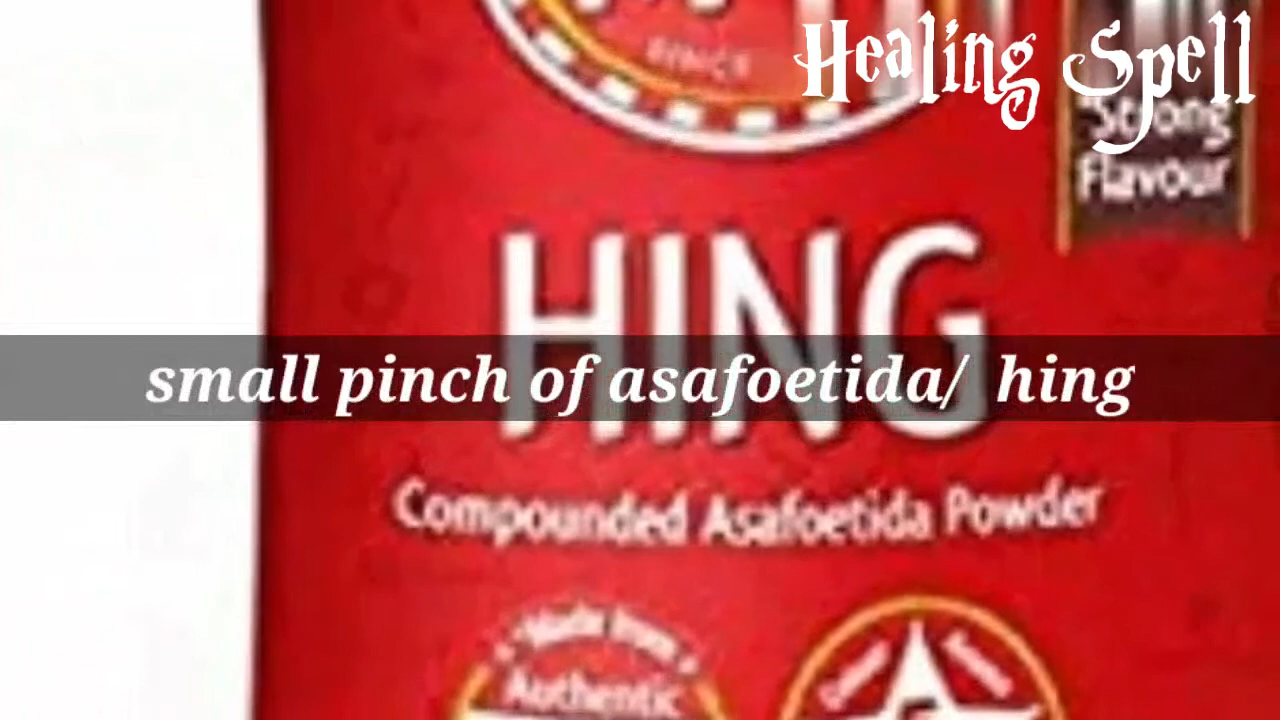 Healing Spell
Strong
Flavour
HING
small pinch of asafoetida/ hing
Compounded Asafoetida Powder
Made from
Authentic